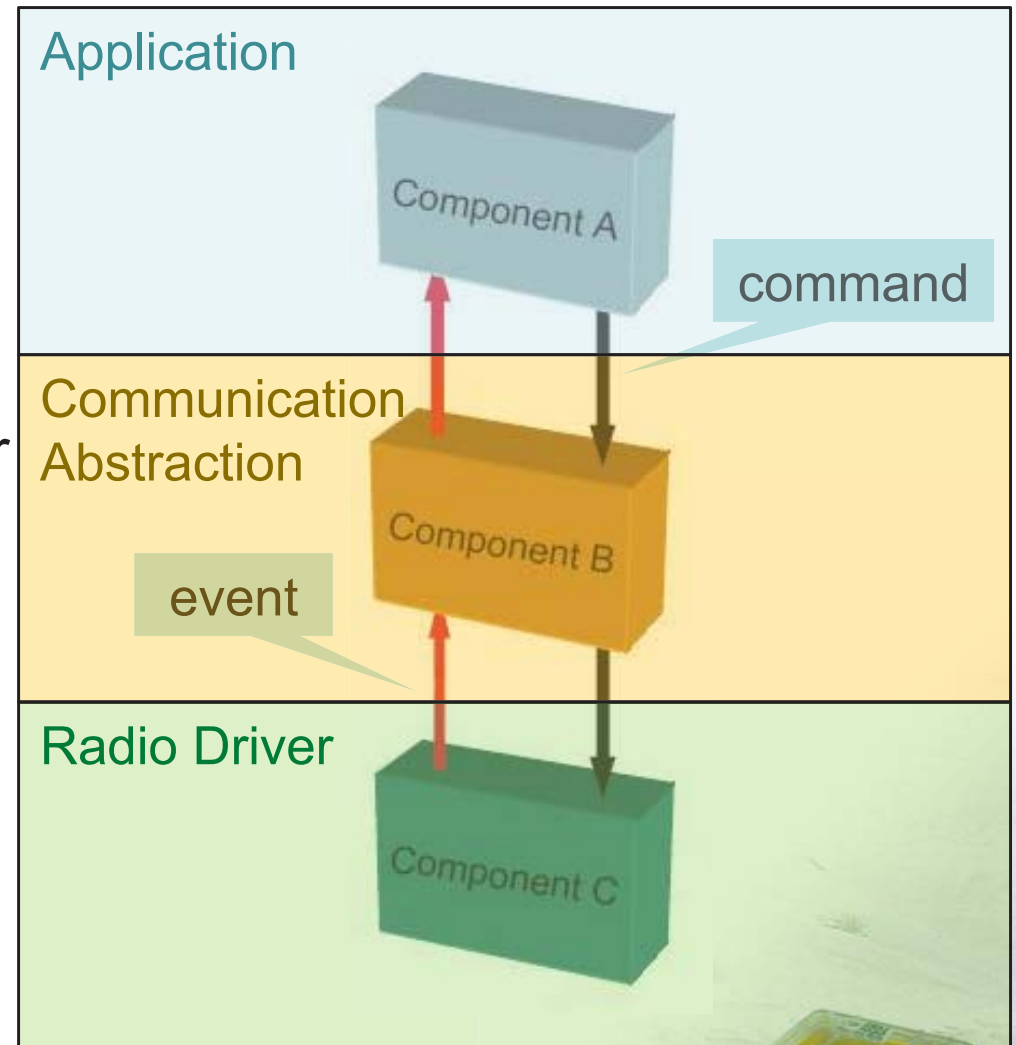 Application
Component A
command
Communication
r Abstraction
Component B
event
Radio Driver
Component C